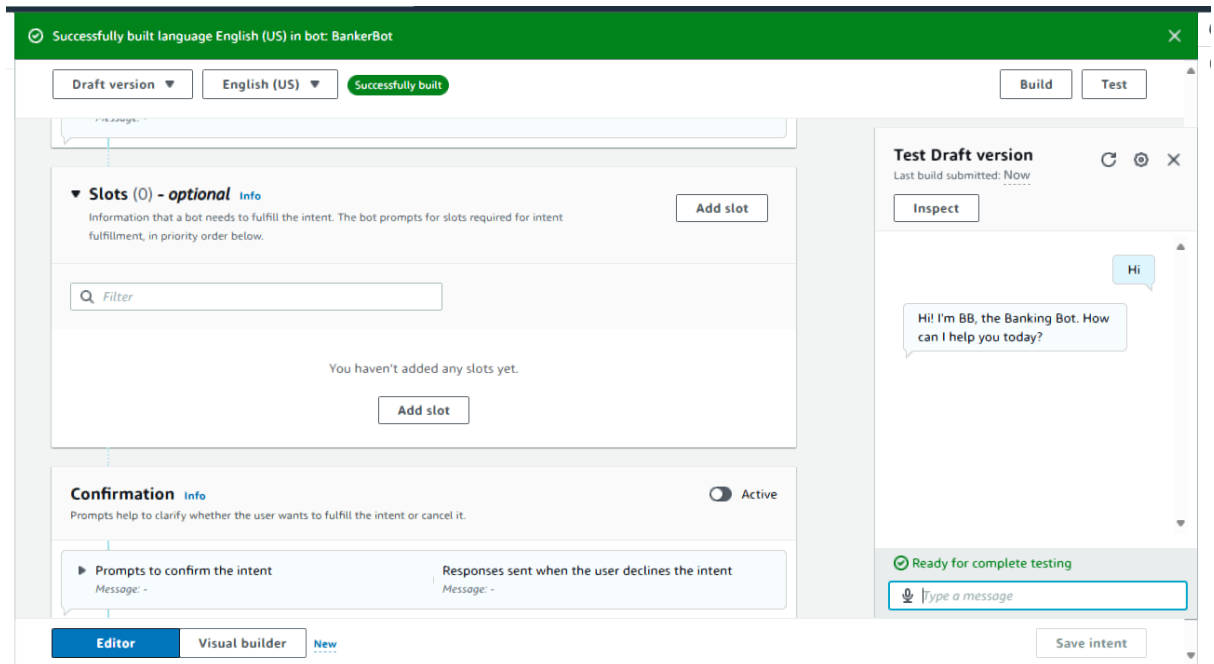 Successfully built language English (US) in bot: BankerBot
Draft version
English (US)
Successfully built
Build
Test
Message: -
Slots (0) - optional Info
Information that a bot needs to fulfill the intent. The bot prompts for slots required for intent
fulfillment, in priority order below.
Add slot
Filter
You haven't added any slots yet.
Add slot
Confirmation Info
Active
Prompts help to clarify whether the user wants to fulfill the intent or cancel it.
Prompts to confirm the intent
Message: -
Responses sent when the user declines the intent
Message: -
Editor
Visual builder
New
Save intent
Test Draft version
Last build submitted: Now
Inspect
Hi
Hi! I'm BB, the Banking Bot. How
can I help you today?
Ready for complete testing
Type a message